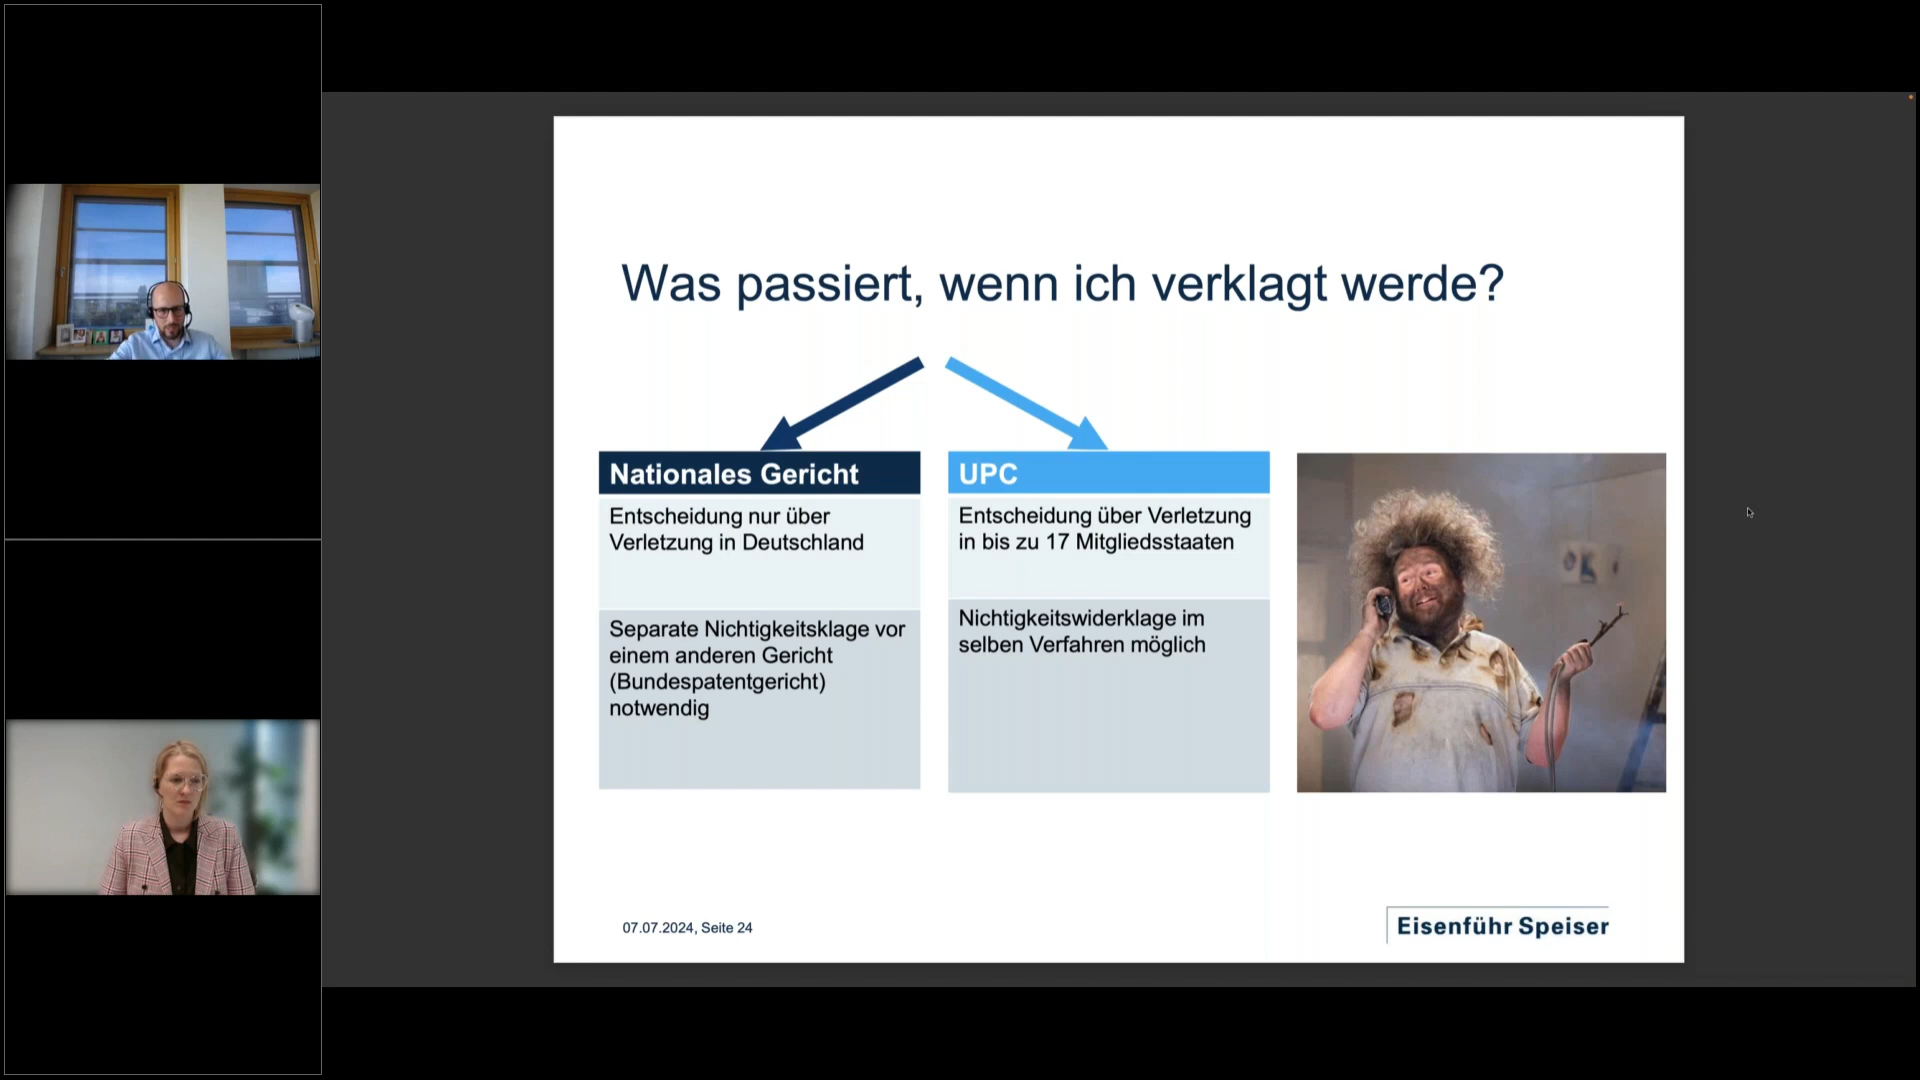 Was passiert, wenn ich verklagt werde?
Nationales Gericht
Entscheidung nur über
Verletzung in Deutschland
Separate Nichtigkeitsklage vor
einem anderen Gericht
(Bundespatentgericht)
notwendig
UPC
Entscheidung über Verletzung
in bis zu 17 Mitgliedsstaaten
Nichtigkeitswiderklage im
selben Verfahren möglich
07.07.2024, Seite 24
Eisenführ Speiser